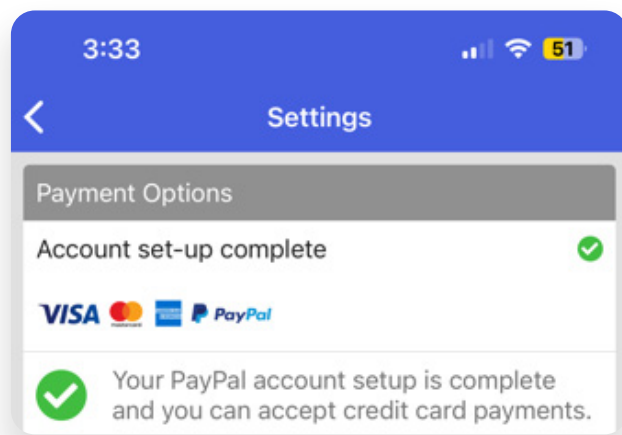 3:33 51
Settings
Payment Options
Account set-up complete
VISA mastercard PayPal
Your PayPal account setup is complete
and you can accept credit card payments.